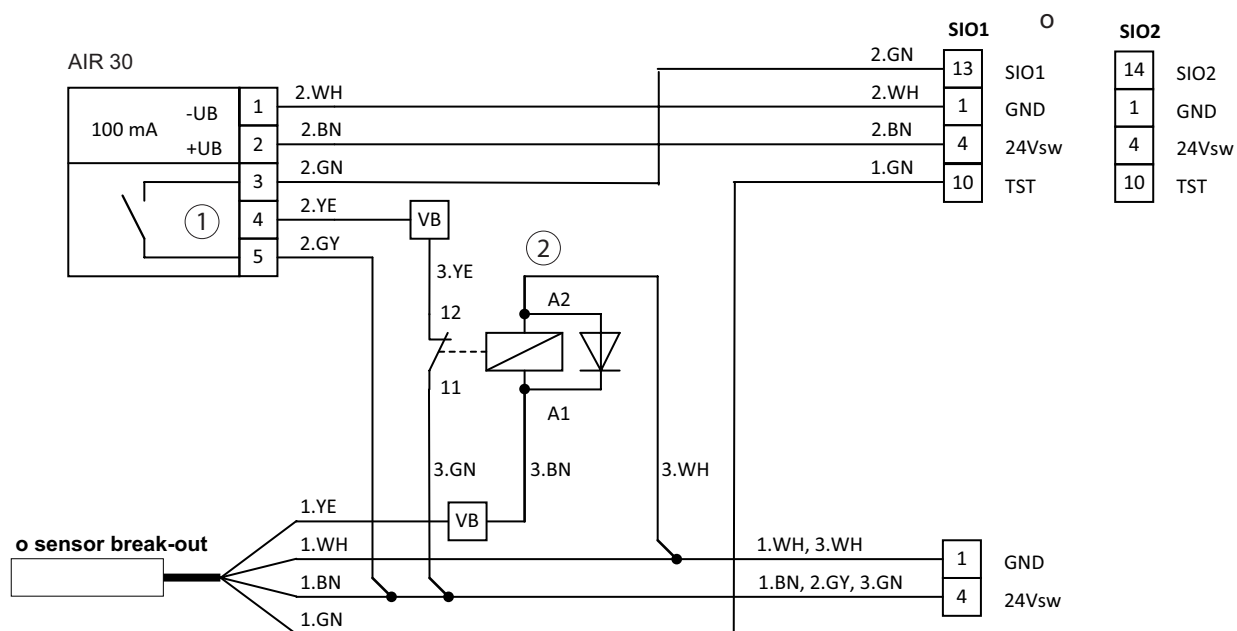 SIO1 o SIO2
AIR 30
2.GN 13 SIO1 14 SIO2
100 mA -UB 1 2.WH 2.WH 1 GND 1 GND
+UB 2 2.BN 2.BN 4 24Vsw 4 24Vsw
3 2.GN 1.GN 10 TST 10 TST
1 4 2.YE VB
5 2.GY 2
3.YE A2
12
11
A1
3.GN 3.BN 3.WH
1.YE VB
o sensor break-out 1.WH 1.WH, 3.WH 1 GND
1.BN 1.BN, 2.GY, 3.GN 4 24Vsw
1.GN